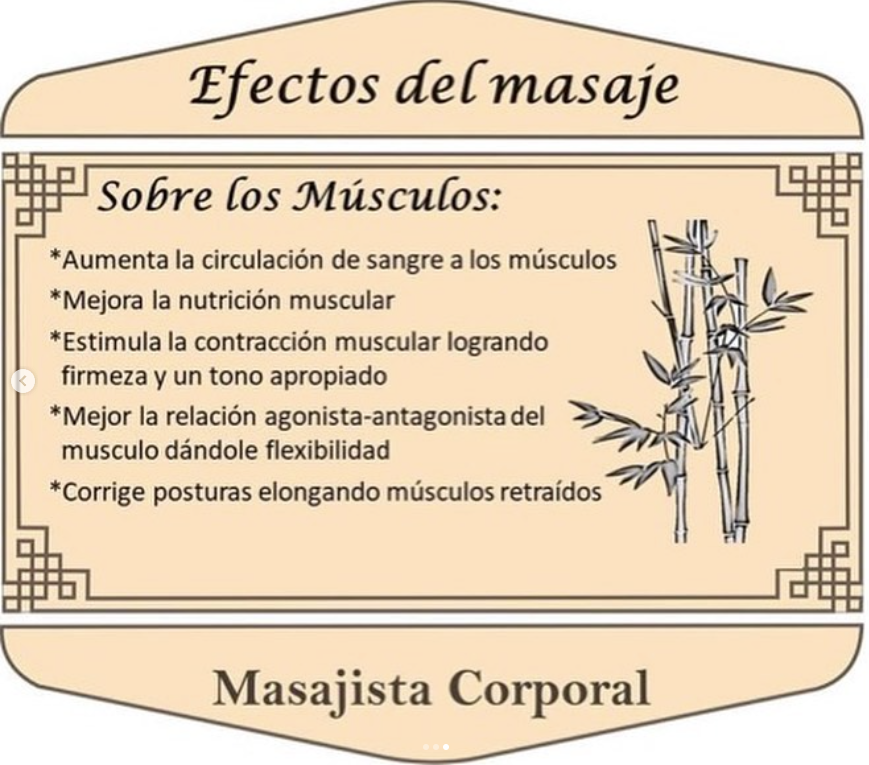 Efectos del masaje
Sobre los Músculos:
*Aumenta la circulación de sangre a los músculos
*Mejora la nutrición muscular
*Estimula la contracción muscular logrando
firmeza y un tono apropiado
*Mejor la relación agonista-antagonista del
musculo dándole flexibilidad
*Corrige posturas elongando músculos retraídos
Masajista Corporal